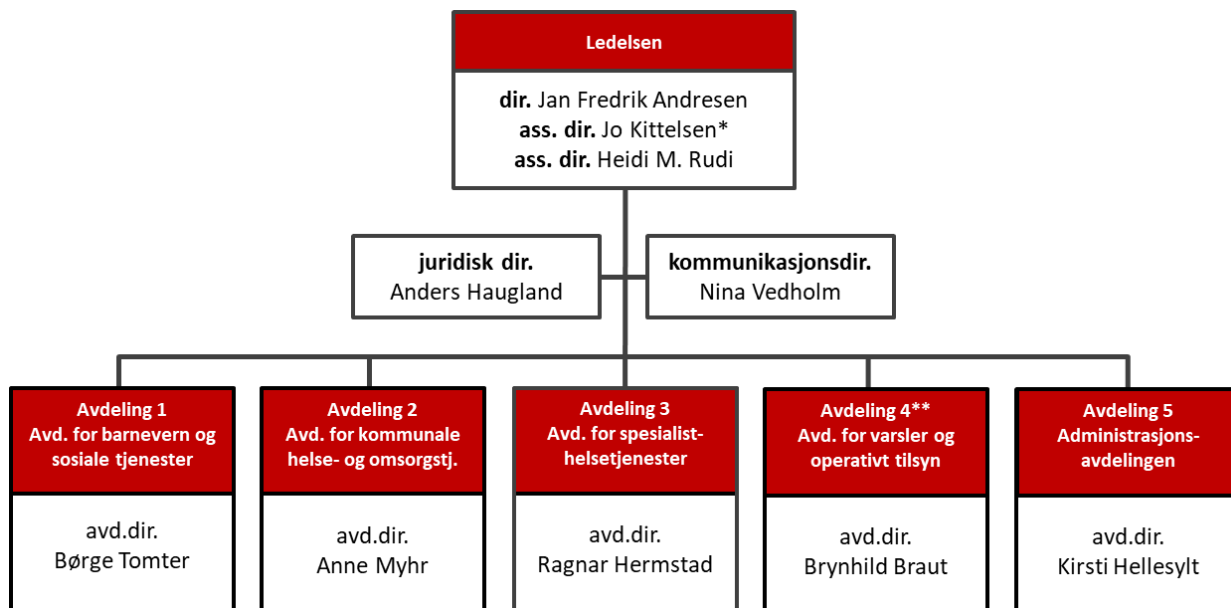 Ledelsen
dir. Jan Fredrik Andresen
ass. dir. Jo Kittelsen*
ass. dir. Heidi M. Rudi
juridisk dir.
Anders Haugland
kommunikasjonsdir.
Nina Vedholm
Avdeling 1
Avd. for barnevern og
sosiale tjenester
avd.dir.
Børge Tomter
Avdeling 2
Avd. for kommunale
helse- og omsorgstj.
avd.dir.
Anne Myhr
Avdeling 3
Avd. for spesialist-
helsetjenester
avd.dir.
Ragnar Hermstad
Avdeling 4**
Avd. for varsler og
operativt tilsyn
avd.dir.
Brynhild Braut
Avdeling 5
Administrasjons-
avdelingen
avd.dir.
Kirsti Hellesylt